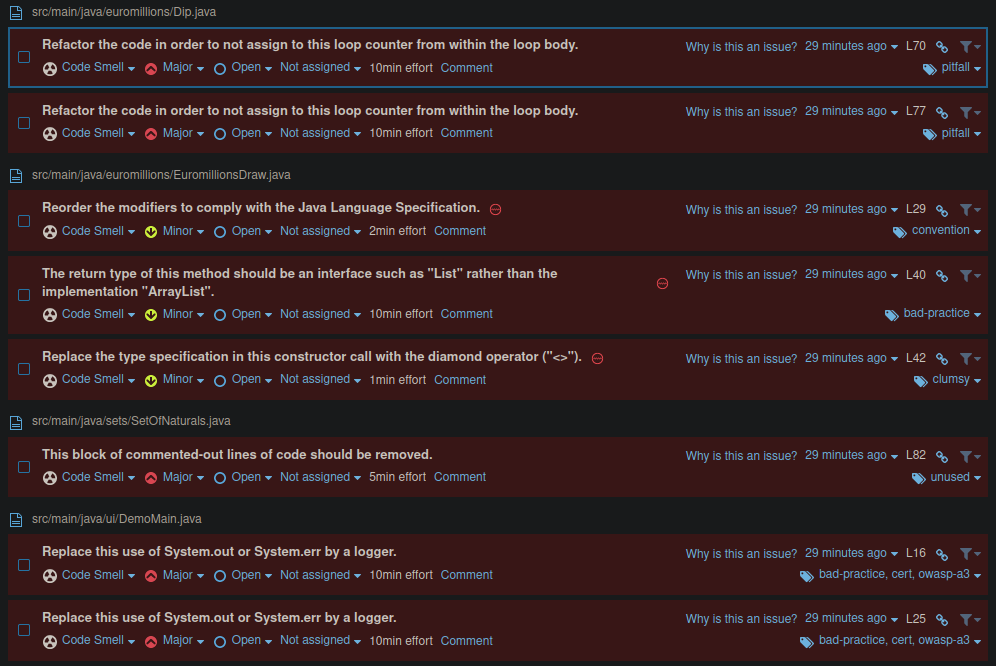 src/main/java/euromillions/Dip.java
Refactor the code in order to not assign to this loop counter from within the loop body. Why is this an issue? 29 minutes ago L70
Code Smell Major Open Not assigned 10min effort Comment pitfall
Refactor the code in order to not assign to this loop counter from within the loop body. Why is this an issue? 29 minutes ago L77
Code Smell Major Open Not assigned 10min effort Comment pitfall
src/main/java/euromillions/EuromillionsDraw.java
Reorder the modifiers to comply with the Java Language Specification. Why is this an issue? 29 minutes ago L29
Code Smell Minor Open Not assigned 2min effort Comment convention
The return type of this method should be an interface such as "List" rather than the Why is this an issue? 29 minutes ago L40
implementation "ArrayList".
Code Smell Minor Open Not assigned 10min effort Comment bad-practice
Replace the type specification in this constructor call with the diamond operator ("<>"). Why is this an issue? 29 minutes ago L42
Code Smell Minor Open Not assigned 1min effort Comment clumsy
src/main/java/sets/SetOfNaturals.java
This block of commented-out lines of code should be removed. Why is this an issue? 29 minutes ago L82
Code Smell Major Open Not assigned 5min effort Comment unused
src/main/java/ui/DemoMain.java
Replace this use of System.out or System.err by a logger. Why is this an issue? 29 minutes ago L16
Code Smell Major Open Not assigned 10min effort Comment bad-practice, cert, owasp-a3
Replace this use of System.out or System.err by a logger. Why is this an issue? 29 minutes ago L25
Code Smell Major Open Not assigned 10min effort Comment bad-practice, cert, owasp-a3